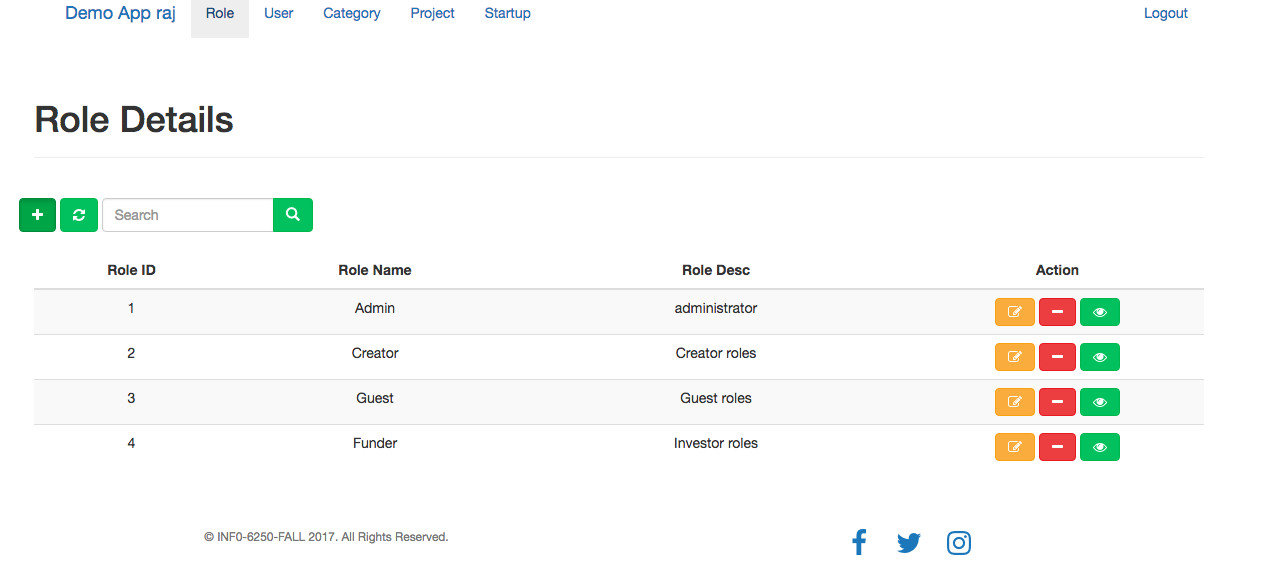 Demo App raj Role User Category Project Startup Logout
Role Details
Search
Role ID Role Name Role Desc Action
1 Admin administrator
2 Creator Creator roles
3 Guest Guest roles
4 Funder Investor roles
© INF0-6250-FALL 2017. All Rights Reserved.